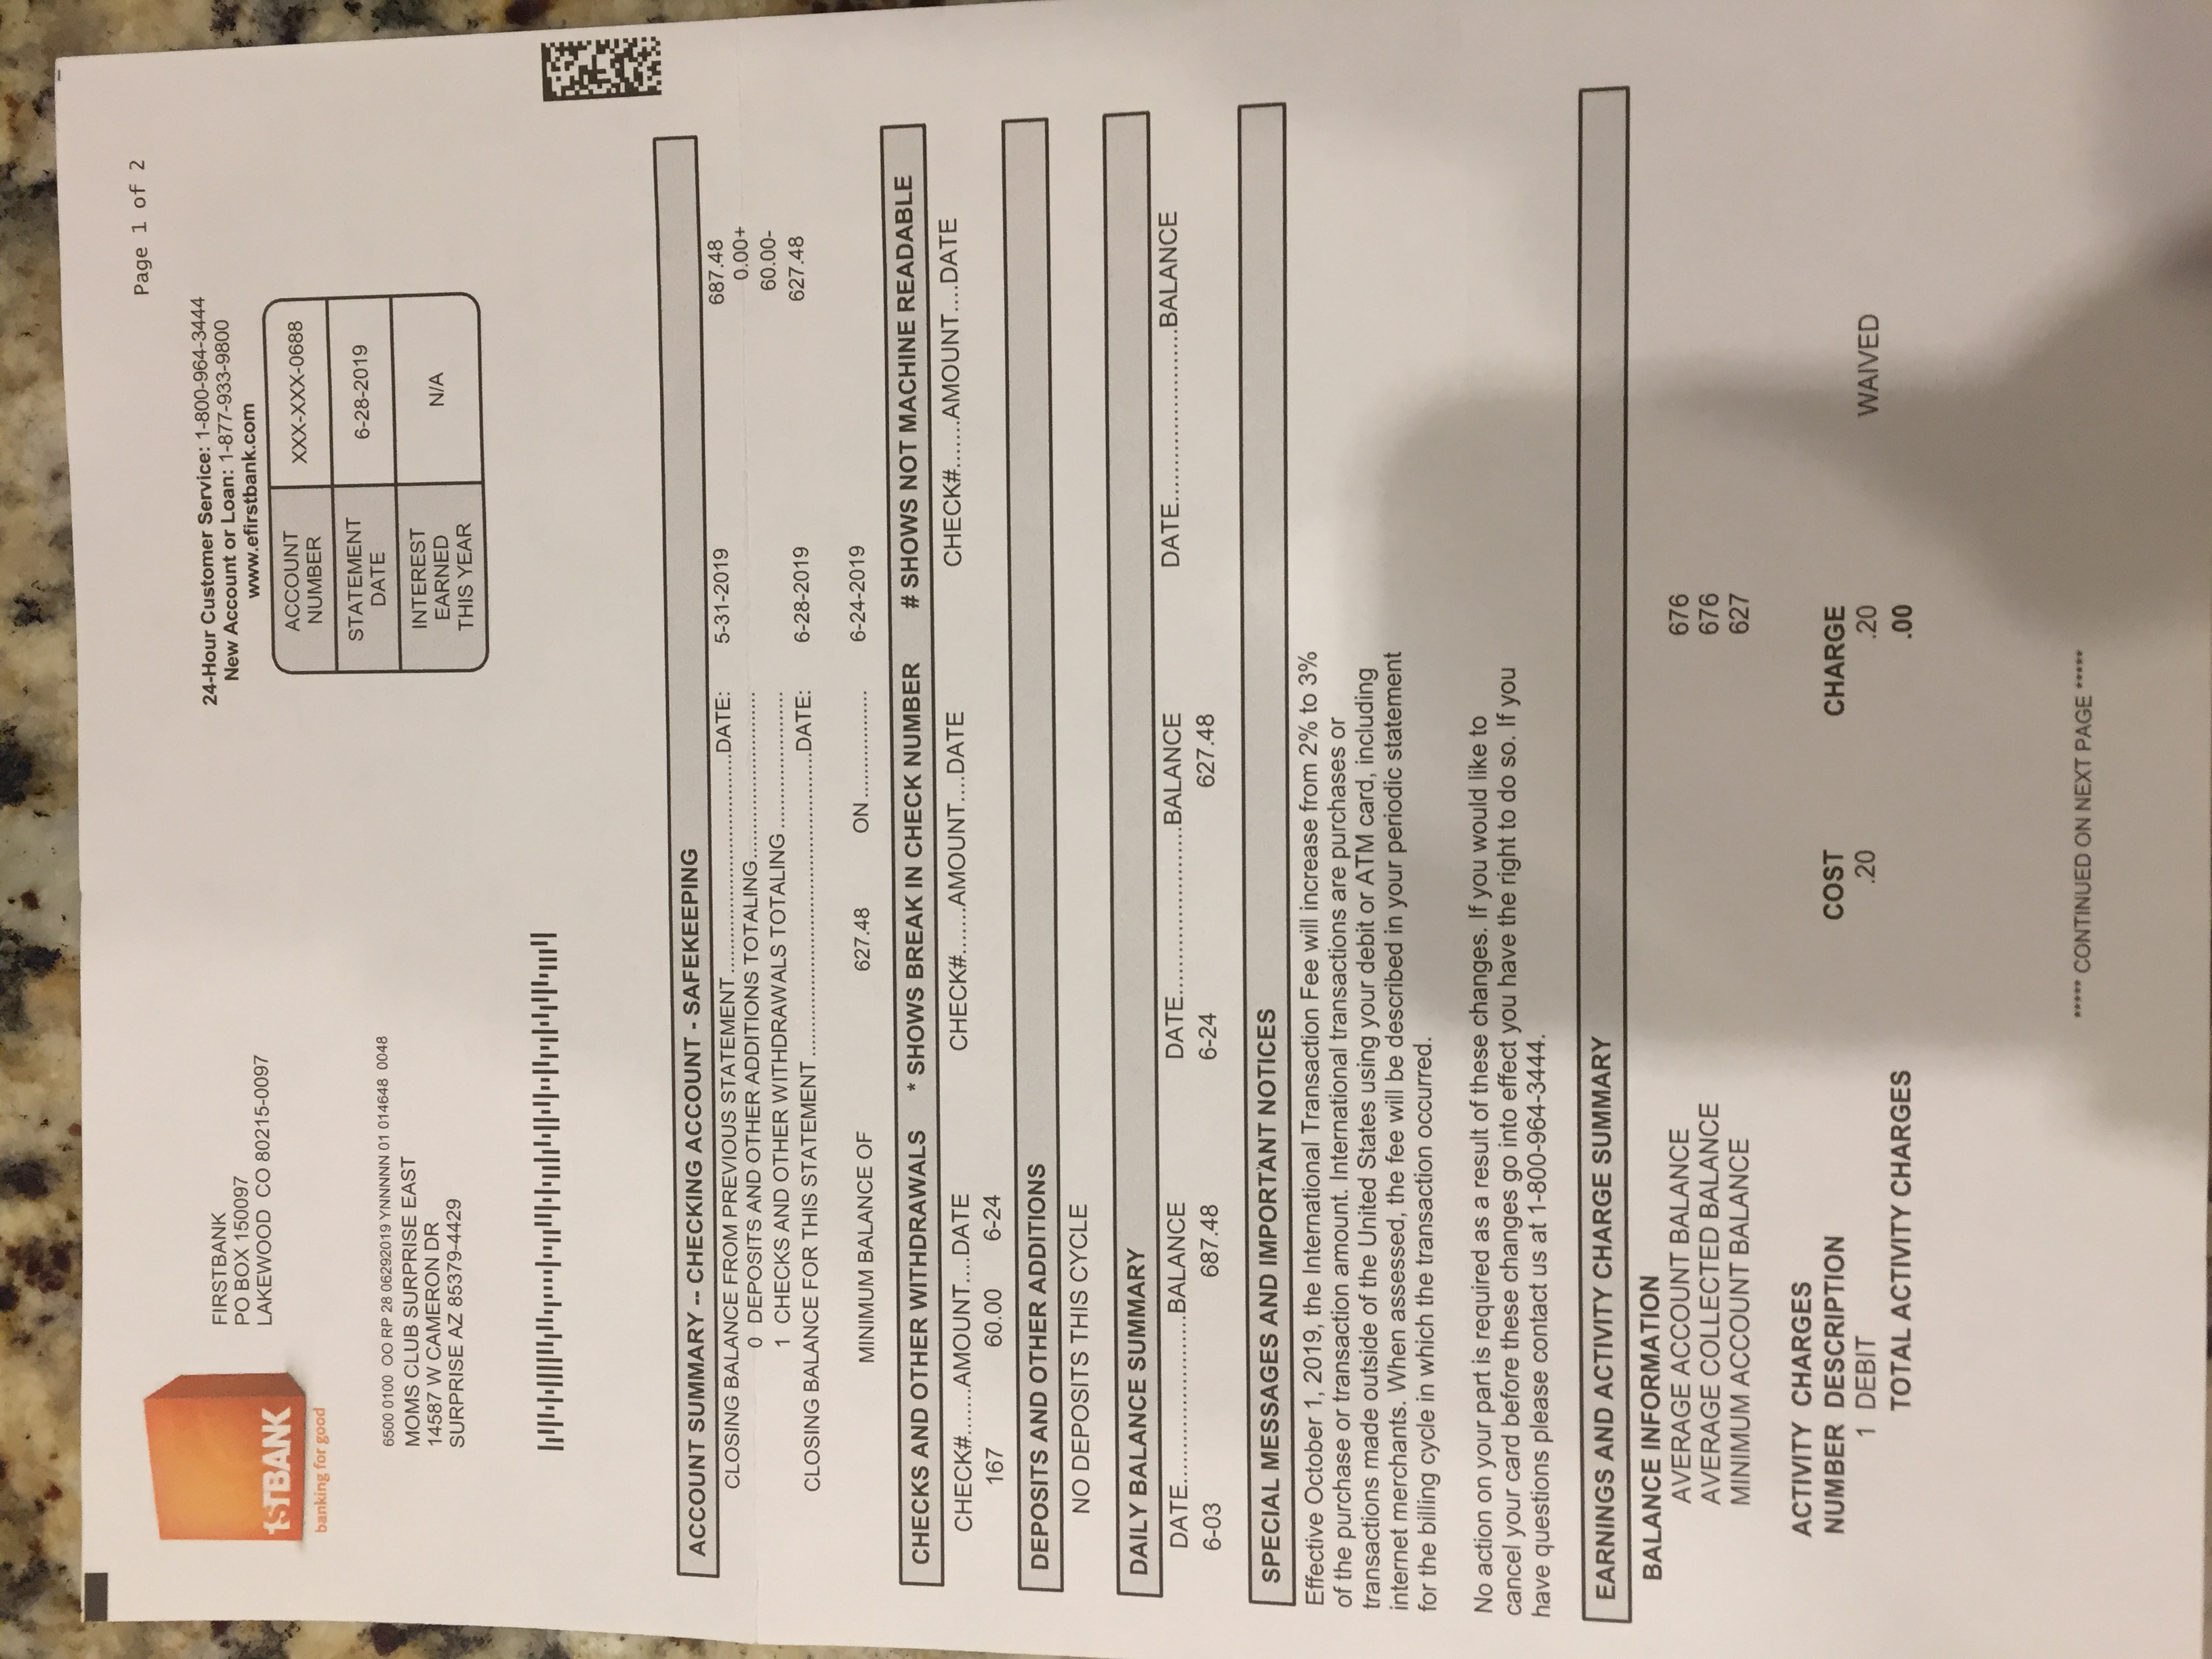 Page 1 of 2
1STBANK
banking for good
FIRSTBANK
PO BOX 150097
LAKEWOOD CO 80215-0097
24-Hour Customer Service: 1-800-964-3444
New Account or Loan: 1-877-933-9800
www.efirstbank.com
ACCOUNT NUMBER XXX-XXX-0688
STATEMENT DATE 6-28-2019
INTEREST EARNED THIS YEAR N/A
6500 0100 OO RP 28 06292019 YNNNNN 01 014648 0048
MOMS CLUB SURPRISE EAST
14587 W CAMERON DR
SURPRISE AZ 85379-4429
ACCOUNT SUMMARY -- CHECKING ACCOUNT - SAFEKEEPING
CLOSING BALANCE FROM PREVIOUS STATEMENT..................................DATE: 5-31-2019 687.48
0 DEPOSITS AND OTHER ADDITIONS TOTALING......................... 0.00+
1 CHECKS AND OTHER WITHDRAWALS TOTALING..................... 60.00-
CLOSING BALANCE FOR THIS STATEMENT...............................................DATE: 6-28-2019 627.48
MINIMUM BALANCE OF 627.48 ON................. 6-24-2019
CHECKS AND OTHER WITHDRAWALS * SHOWS BREAK IN CHECK NUMBER # SHOWS NOT MACHINE READABLE
CHECK#.......AMOUNT....DATE CHECK#.......AMOUNT....DATE CHECK#.......AMOUNT....DATE
167 60.00 6-24
DEPOSITS AND OTHER ADDITIONS
NO DEPOSITS THIS CYCLE
DAILY BALANCE SUMMARY
DATE........................BALANCE DATE........................BALANCE DATE........................BALANCE
6-03 687.48 6-24 627.48
SPECIAL MESSAGES AND IMPORTANT NOTICES
Effective October 1, 2019, the International Transaction Fee will increase from 2% to 3%
of the purchase or transaction amount. International transactions are purchases or
transactions made outside of the United States using your debit or ATM card, including
internet merchants. When assessed, the fee will be described in your periodic statement
for the billing cycle in which the transaction occurred.
No action on your part is required as a result of these changes. If you would like to
cancel your card before these changes go into effect you have the right to do so. If you
have questions please contact us at 1-800-964-3444.
EARNINGS AND ACTIVITY CHARGE SUMMARY
BALANCE INFORMATION
AVERAGE ACCOUNT BALANCE 676
AVERAGE COLLECTED BALANCE 676
MINIMUM ACCOUNT BALANCE 627
ACTIVITY CHARGES
NUMBER DESCRIPTION COST CHARGE
1 DEBIT .20 .20 WAIVED
TOTAL ACTIVITY CHARGES .00
***** CONTINUED ON NEXT PAGE *****